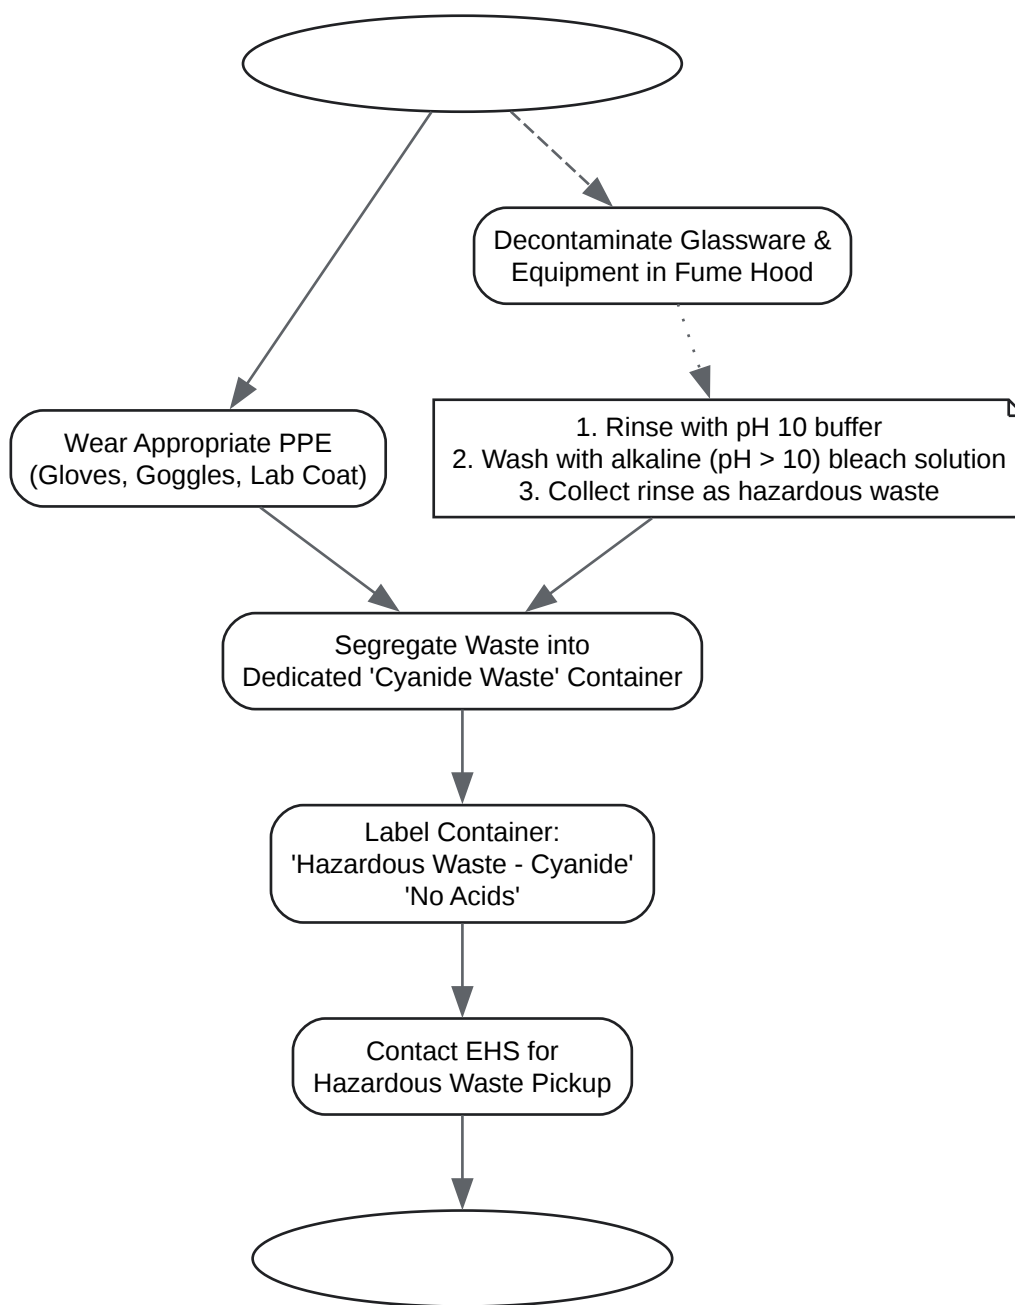 Decontaminate Glassware &
Equipment in Fume Hood
Wear Appropriate PPE
(Gloves, Goggles, Lab Coat)
1. Rinse with pH 10 buffer
2. Wash with alkaline (pH > 10) bleach solution
3. Collect rinse as hazardous waste
Segregate Waste into
Dedicated 'Cyanide Waste' Container
Label Container:
'Hazardous Waste - Cyanide'
'No Acids'
Contact EHS for
Hazardous Waste Pickup